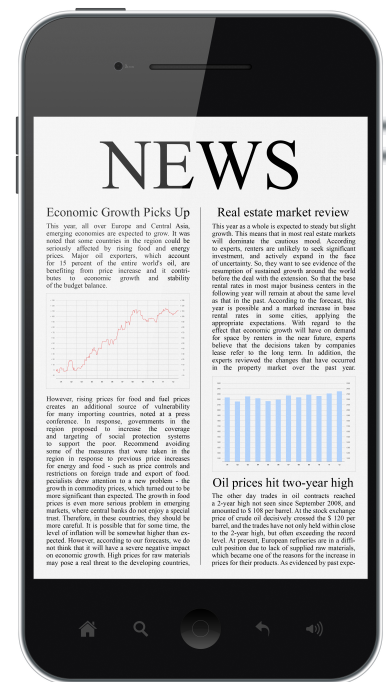 NEWS
Economic Growth Picks Up
This year, all over Europe and Central Asia,
emerging economies are expected to grow. It was
noted that some countries in the region could be
seriously affected by rising food and energy
prices. Major oil exporters, which account
for 15 percent of the entire world's oil, are
benefiting from price increase and it contri-
butes to economic growth and stability
of the budget balance.
However, rising prices for food and fuel prices
creates an additional source of vulnerability
for many importing countries, noted at a press
conference. In response, governments in the
region proposed to increase the coverage
and targeting of social protection systems
to support the poor. Recommend avoiding
some of the measures that were taken in the
region in response to previous price increases
for energy and food - such as price controls and
restrictions on foreign trade and export of food.
pecialists drew attention to a new problem - the
growth in commodity prices, which turned out to be
more significant than expected. The growth in food
prices is even more serious problem in emerging
markets, where central banks do not enjoy a special
trust. Therefore, in these countries, they should be
more careful. It is possible that for some time, the
level of inflation will be somewhat higher than ex-
pected. However, according to our forecasts, we do
not think that it will have a severe negative impact
on economic growth. High prices for raw materials
may pose a real threat to the developing countries,
Real estate market review
This year as a whole is expected to steady but slight
growth. This means that in most real estate markets
will dominate the cautious mood. According
to experts, renters are unlikely to seek significant
investment, and actively expand in the face
of uncertainty. So, they want to see evidence of the
resumption of sustained growth around the world
before the deal with the extension. So that the base
rental rates in most major business centers in the
following year will remain at about the same level
as that in the past. According to the forecast, this
year is possible and a marked increase in base
rental rates in some cities, applying the
appropriate expectations. With regard to the
effect that economic growth will have on demand
for space by renters in the near future, experts
believe that the decisions taken by companies
lease refer to the long term. In addition, the
experts reviewed the changes that have occurred
in the property market over the past year.
Oil prices hit two-year high
The other day trades in oil contracts reached
a 2-year high not seen since September 2008, and
amounted to $ 108 per barrel. At the stock exchange
price of crude oil decisively crossed the $ 120 per
barrel, and the trades have not only held within close
to the 2-year high, but often exceeding the record
level. At present, European refineries are in a diffi-
cult position due to lack of supplied raw materials,
which became one of the reasons for the increase in
prices for their products. As evidenced by past expe-